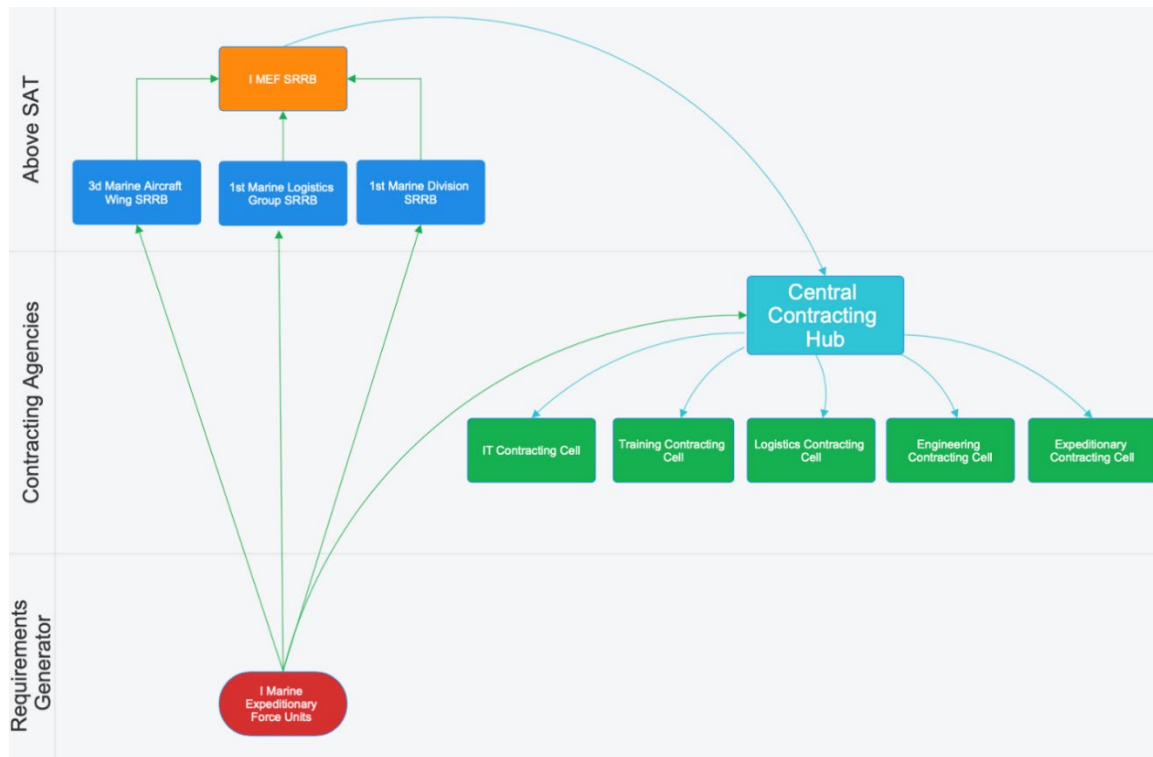 Above SAT
I MEF SRRB
3d Marine Aircraft
Wing SRRB
1st Marine Logistics
Group SRRB
1st Marine Division
SRRB
Contracting Agencies
Central
Contracting
Hub
IT Contracting Cell
Training Contracting
Cell
Logistics Contracting
Cell
Engineering
Contracting Cell
Expeditionary
Contracting Cell
Requirements
Generator
I Marine
Expeditionary
Force Units